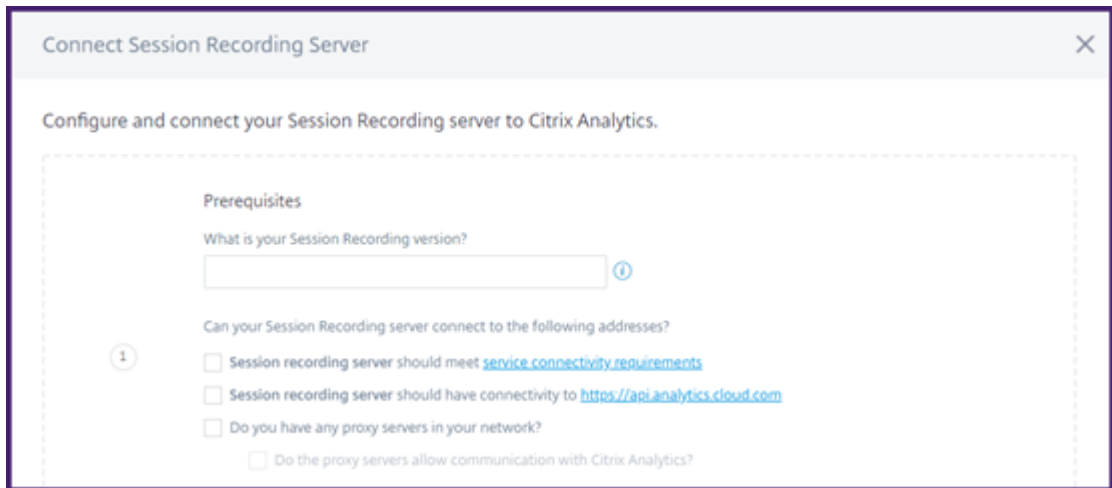 Connect Session Recording Server
Configure and connect your Session Recording server to Citrix Analytics.
Prerequisites
What is your Session Recording version?
Can your Session Recording server connect to the following addresses?
1
Session recording server should meet service connectivity requirements
Session recording server should have connectivity to https://api.analytics.cloud.com
Do you have any proxy servers in your network?
Do the proxy servers allow communication with Citrix Analytics?